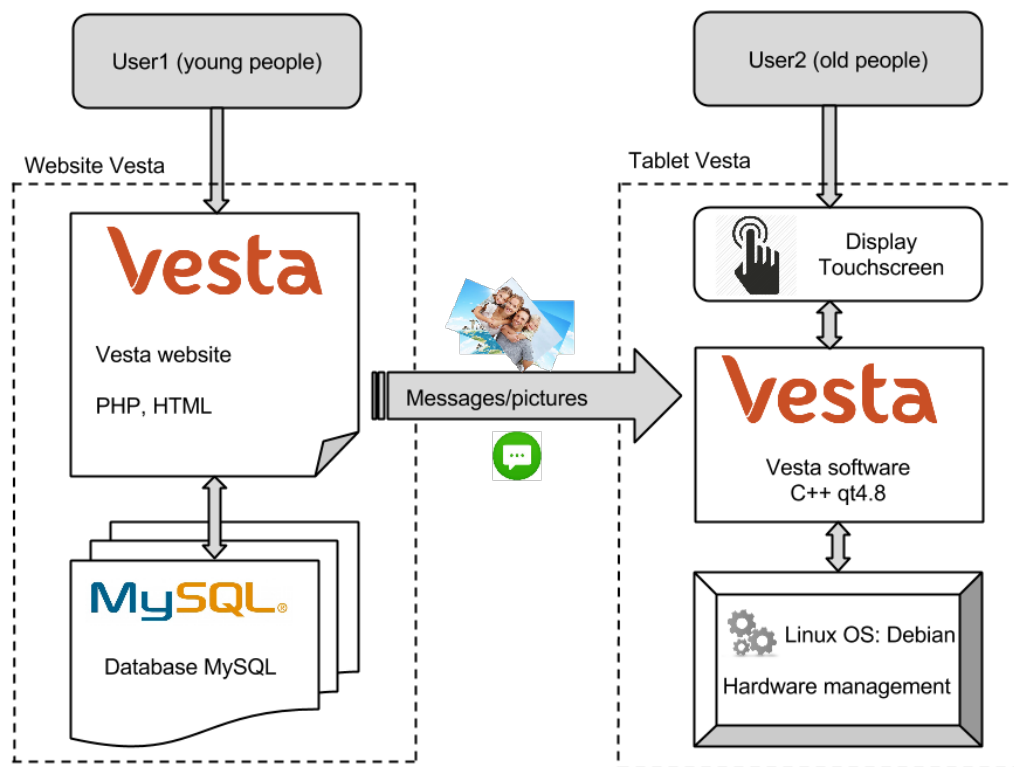 User1 (young people)
User2 (old people)
Website Vesta
Tablet Vesta
Vesta
Vesta website
PHP, HTML
Display
Touchscreen
Messages/pictures
Vesta
Vesta software
C++ qt4.8
MySQL®
Database MySQL
Linux OS: Debian
Hardware management